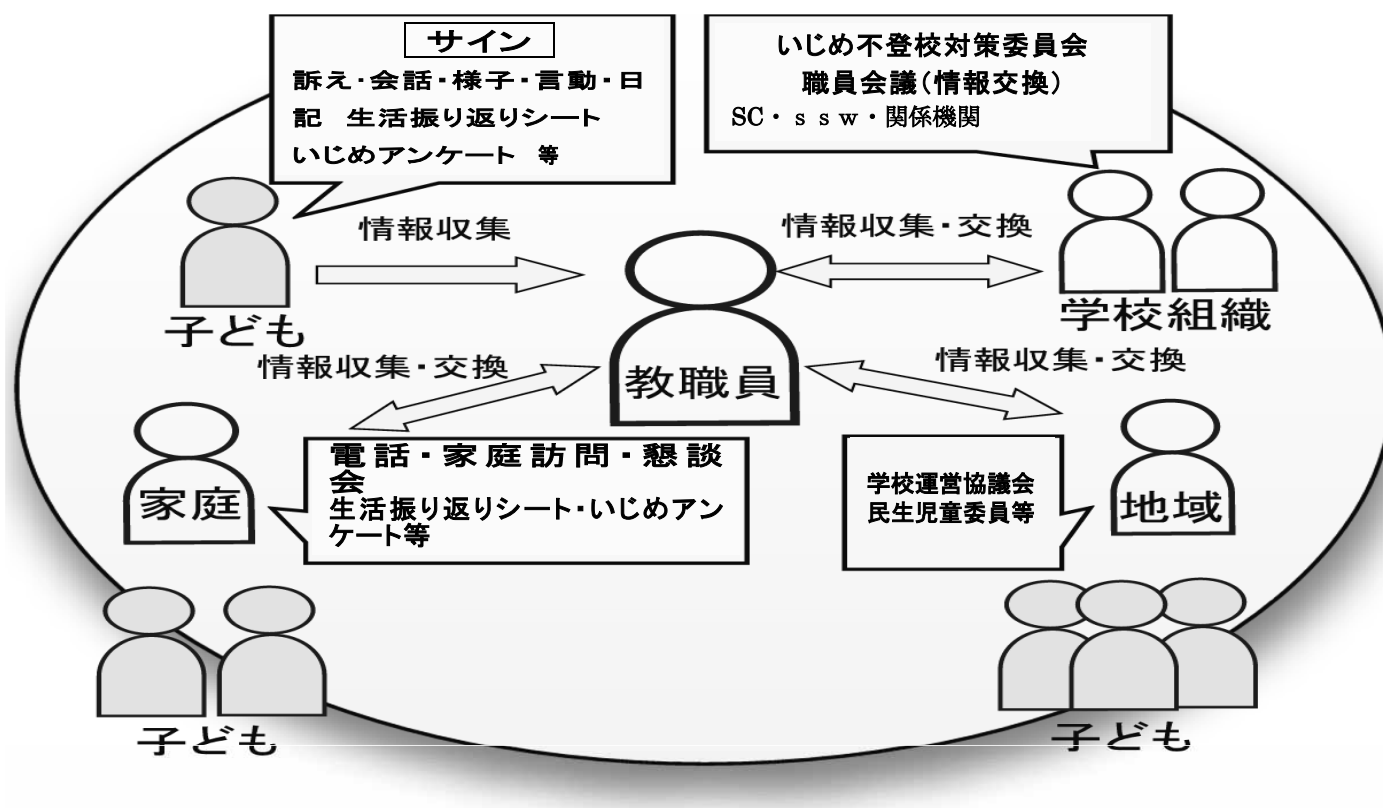 サイン
訴え・会話・様子・言動・日
記　生活振り返りシート
いじめアンケート　等
いじめ不登校対策委員会
職員会議（情報交換）
SC・ｓｓｗ・関係機関
情報収集
情報収集・交換
子ども
学校組織
情報収集・交換
教職員
情報収集・交換
家庭
電話・家庭訪問・懇談
会
生活振り返りシート・いじめアン
ケート等
学校運営協議会
民生児童委員等
地域
子ども
子ども